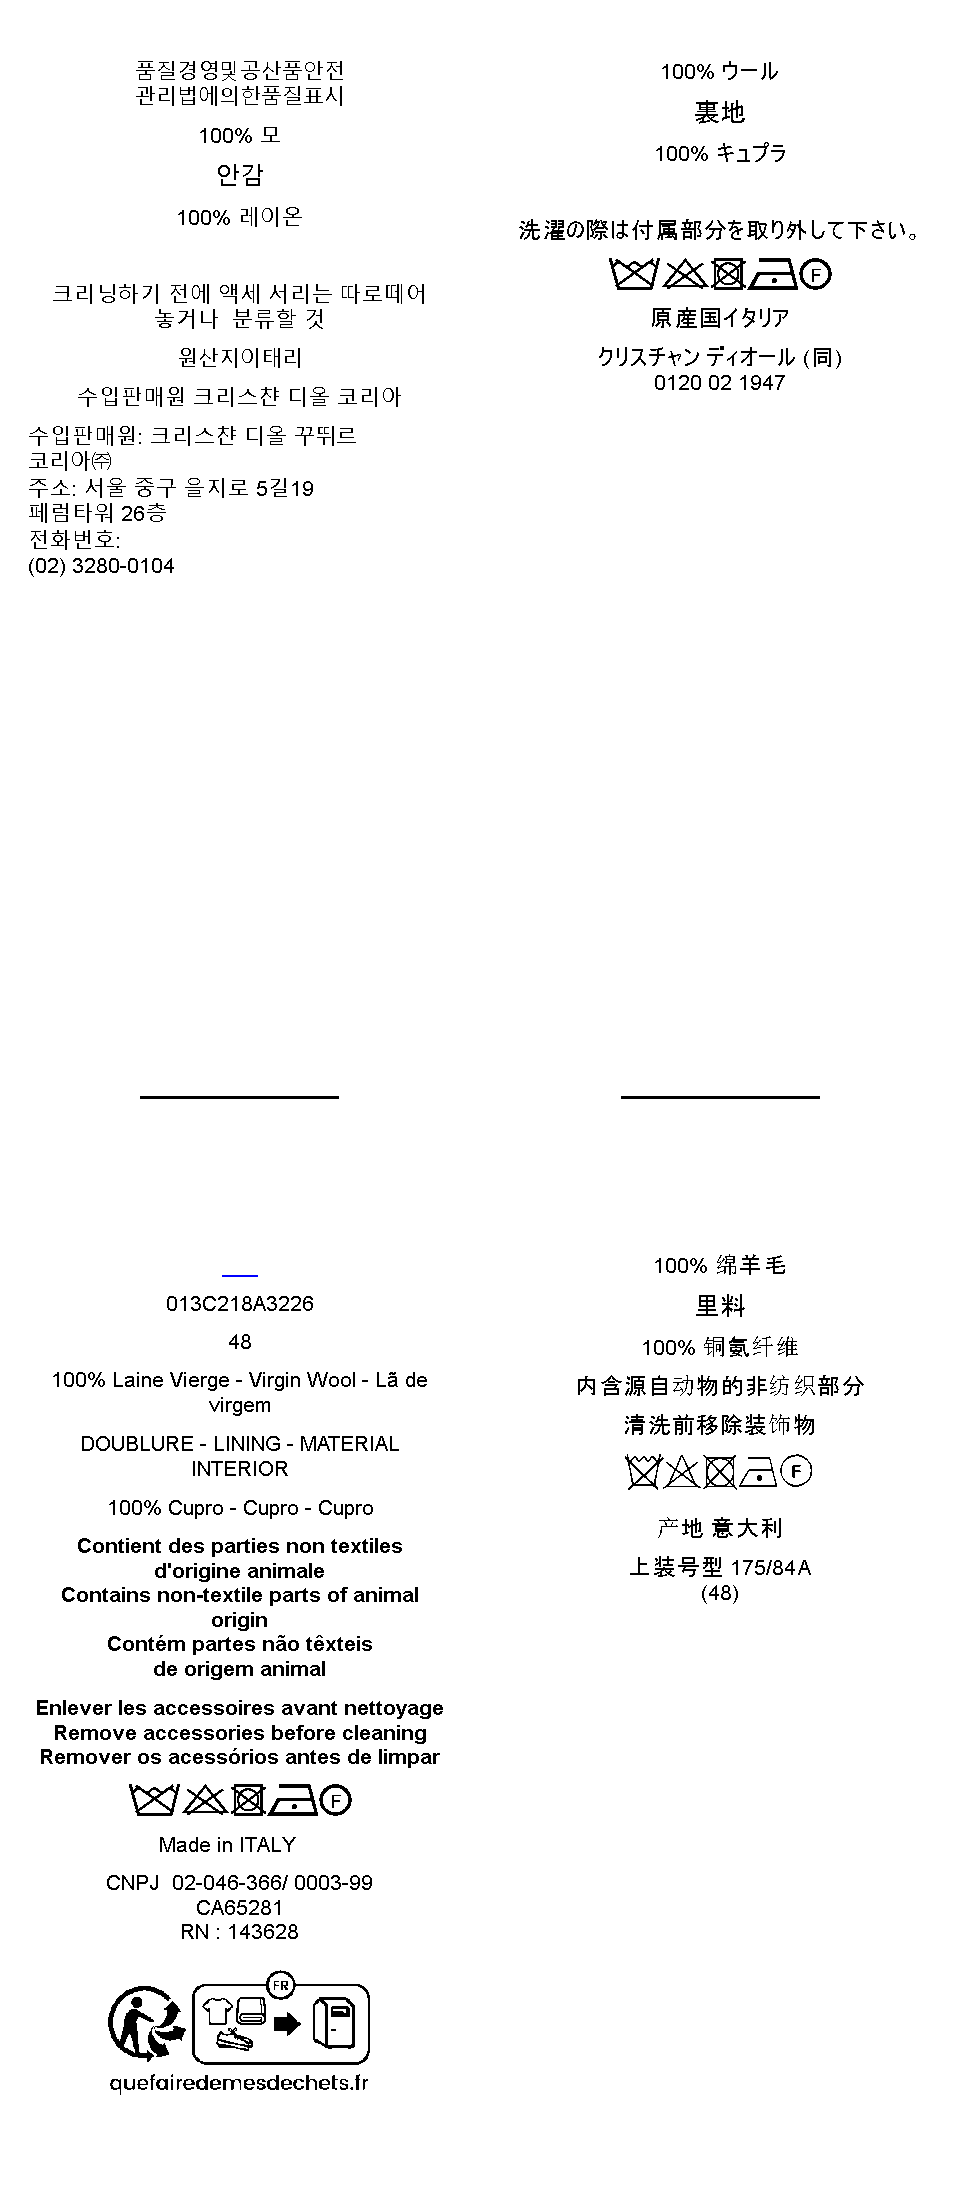 품질경영및공산품안전
관리법에의한품질표시
100% 모
안감
100% 레이온
크리닝하기 전에 액세 서리는 따로떼어
놓거나  분류할 것
원산지이태리
수입판매원 크리스챤 디올 코리아
수입판매원: 크리스챤 디올 꾸뛰르
코리아㈜
주소: 서울 중구 을지로 5길19
페럼타워 26층
전화번호:
(02) 3280-0104
100% ウール
裏地
100% キュプラ
洗濯の際は付属部分を取り外して下さい。
F
原産国イタリア
クリスチャン ディオール (同)
0120 02 1947
013C218A3226
48
100% Laine Vierge - Virgin Wool - Lã de
virgem
DOUBLURE - LINING - MATERIAL
INTERIOR
100% Cupro - Cupro - Cupro
Contient des parties non textiles
d'origine animale
Contains non-textile parts of animal
origin
Contém partes não têxteis
de origem animal
Enlever les accessoires avant nettoyage
Remove accessories before cleaning
Remover os acessórios antes de limpar
F
Made in ITALY
CNPJ  02-046-366/ 0003-99
CA65281
RN : 143628
FR
quefairedemesdechets.fr
100% 绵羊毛
里料
100% 铜氨纤维
内含源自动物的非纺织部分
清洗前移除装饰物
F
产地 意大利
上装号型 175/84A
(48)